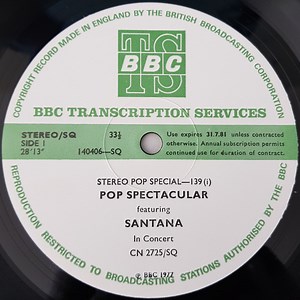 COPYRIGHT RECORD MADE IN ENGLAND BY THE BRITISH BROADCASTING CORPORATION
TS
BBC
BBC TRANSCRIPTION SERVICES
STEREO/SQ 33⅓
SIDE 1
28'13" 140406—SQ
Use expires 31.7.81 unless contracted
otherwise. Annual subscription permits
continued use for duration of contract.
STEREO POP SPECIAL—139 (i)
POP SPECTACULAR
featuring
SANTANA
In Concert
CN 2725/SQ
℗ BBC 1977
REPRODUCTION RESTRICTED TO BROADCASTING STATIONS AUTHORISED BY THE BBC